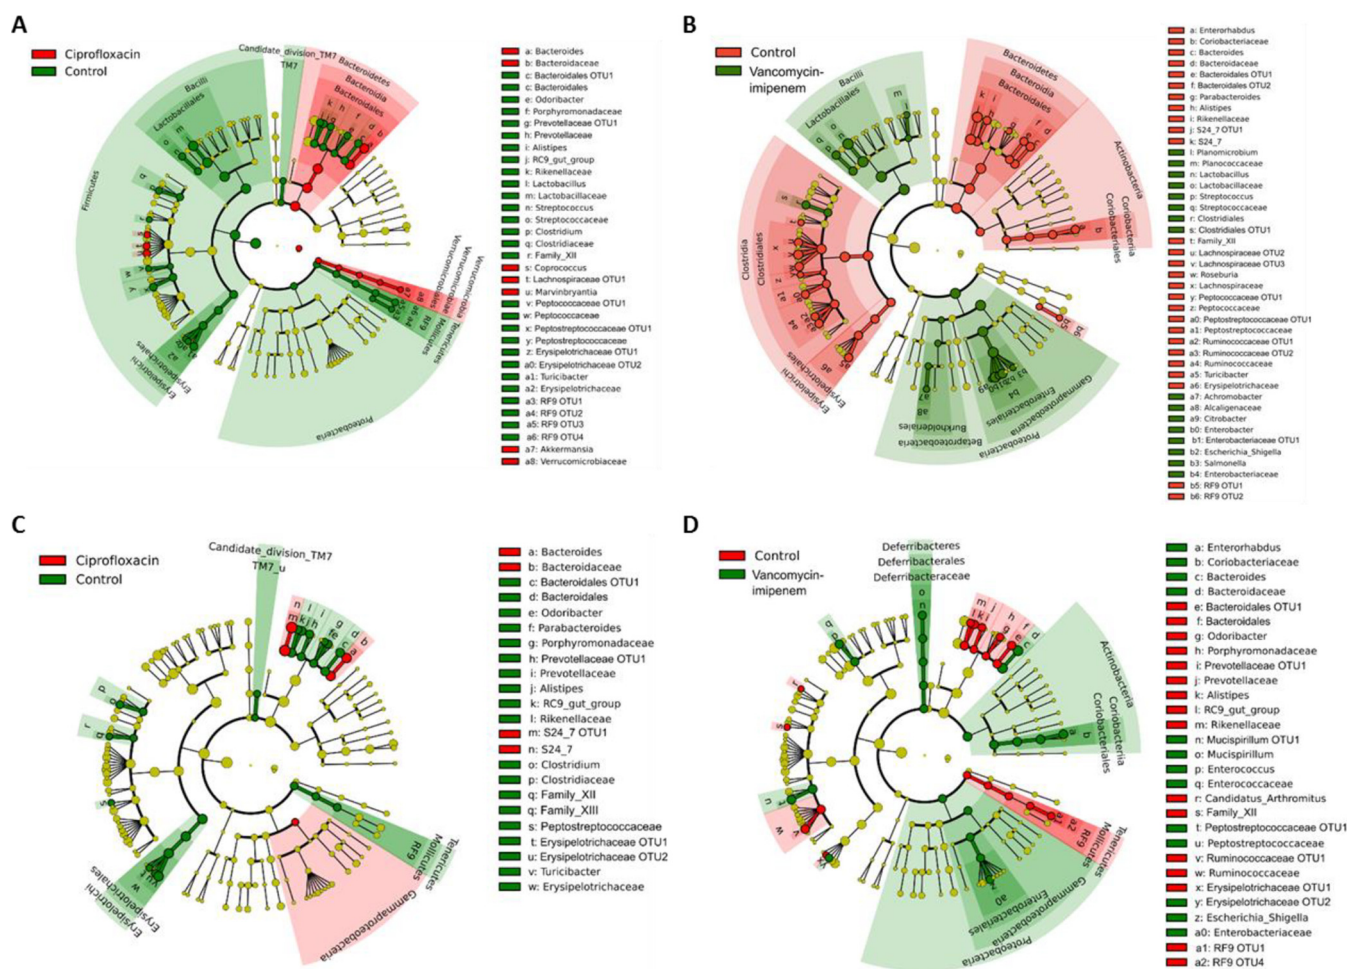 A
Ciprofloxacin
Control
Candidate_division_TM7
TM7
Bacteroidetes
Bacteroidia
Bacteroidales
Bacilli
Lactobacillales
Firmicutes
Erysipelotrichi
Erysipelotrichales
Proteobacteria
Verrucomicrobia
Verrucomicrobiae
Verrucomicrobiales
Tenericutes
Mollicutes
RF9
a: Bacteroides
b: Bacteroidaceae
c: Bacteroidales OTU1
c: Bacteroidales
e: Odoribacter
f: Porphyromonadaceae
g: Prevotellaceae OTU1
h: Prevotellaceae
i: Alistipes
j: RC9_gut_group
k: Rikenellaceae
l: Lactobacillus
m: Lactobacillaceae
n: Streptococcus
o: Streptococcaceae
p: Clostridium
q: Clostridiaceae
r: Family_XII
s: Coprococcus
t: Lachnospiraceae OTU1
u: Marvinbryantia
v: Peptococcaceae OTU1
w: Peptococcaceae
x: Peptostreptococcaceae OTU1
y: Peptostreptococcaceae
z: Erysipelotrichaceae OTU1
a0: Erysipelotrichaceae OTU2
a1: Turicibacter
a2: Erysipelotrichaceae
a3: RF9 OTU1
a4: RF9 OTU2
a5: RF9 OTU3
a6: RF9 OTU4
a7: Akkermansia
a8: Verrucomicrobiaceae
B
Control
Vancomycin-
imipenem
Bacteroidetes
Bacteroidia
Bacteroidales
Bacilli
Lactobacillales
Actinobacteria
Coriobacteriia
Coriobacteriales
Clostridia
Clostridiales
Erysipelotrichi
Erysipelotrichales
Burkholderiales
Betaproteobacteria
Proteobacteria
Enterobacteriales
Gammaproteobacteria
a: Enterorhabdus
b: Coriobacteriaceae
c: Bacteroides
d: Bacteroidaceae
e: Bacteroidales OTU1
f: Bacteroidales OTU2
g: Parabacteroides
h: Alistipes
i: Rikenellaceae
j: S24_7 OTU1
k: S24_7
l: Planomicrobium
m: Planococcaceae
n: Lactobacillus
o: Lactobacillaceae
p: Streptococcus
q: Streptococcaceae
r: Clostridiales
s: Clostridiales OTU1
t: Family_XII
u: Lachnospiraceae OTU2
v: Lachnospiraceae OTU3
w: Roseburia
x: Lachnospiraceae
y: Peptococcaceae OTU1
z: Peptococcaceae
a0: Peptostreptococcaceae OTU1
a1: Peptostreptococcaceae
a2: Ruminococcaceae OTU1
a3: Ruminococcaceae OTU2
a4: Ruminococcaceae
a5: Turicibacter
a6: Erysipelotrichaceae
a7: Achromobacter
a8: Alcaligenaceae
a9: Citrobacter
b0: Enterobacter
b1: Enterobacteriaceae OTU1
b2: Escherichia_Shigella
b3: Salmonella
b4: Enterobacteriaceae
b5: RF9 OTU1
b6: RF9 OTU2
C
Ciprofloxacin
Control
Candidate_division_TM7
TM7_u
Erysipelotrichi
Erysipelotrichales
Gammaproteobacteria
Tenericutes
Mollicutes
RF9
a: Bacteroides
b: Bacteroidaceae
c: Bacteroidales OTU1
d: Bacteroidales
e: Odoribacter
f: Parabacteroides
g: Porphyromonadaceae
h: Prevotellaceae OTU1
i: Prevotellaceae
j: Alistipes
k: RC9_gut_group
l: Rikenellaceae
m: S24_7 OTU1
n: S24_7
o: Clostridium
p: Clostridiaceae
q: Family_XII
q: Family_XIII
s: Peptostreptococcaceae
t: Erysipelotrichaceae OTU1
u: Erysipelotrichaceae OTU2
v: Turicibacter
w: Erysipelotrichaceae
D
Control
Vancomycin-
imipenem
Deferribacteres
Deferribacterales
Deferribacteraceae
Actinobacteria
Coriobacteriia
Coriobacteriales
Tenericutes
Mollicutes
RF9
Enterobacteriales
Gammaproteobacteria
Proteobacteria
a: Enterorhabdus
b: Coriobacteriaceae
c: Bacteroides
d: Bacteroidaceae
e: Bacteroidales OTU1
f: Bacteroidales
g: Odoribacter
h: Porphyromonadaceae
i: Prevotellaceae OTU1
j: Prevotellaceae
k: Alistipes
l: RC9_gut_group
m: Rikenellaceae
n: Mucispirillum OTU1
o: Mucispirillum
p: Enterococcus
q: Enterococcaceae
r: Candidatus_Arthromitus
s: Family_XII
t: Peptostreptococcaceae OTU1
u: Peptostreptococcaceae
v: Ruminococcaceae OTU1
w: Ruminococcaceae
x: Erysipelotrichaceae OTU1
y: Erysipelotrichaceae OTU2
z: Escherichia_Shigella
a0: Enterobacteriaceae
a1: RF9 OTU1
a2: RF9 OTU4